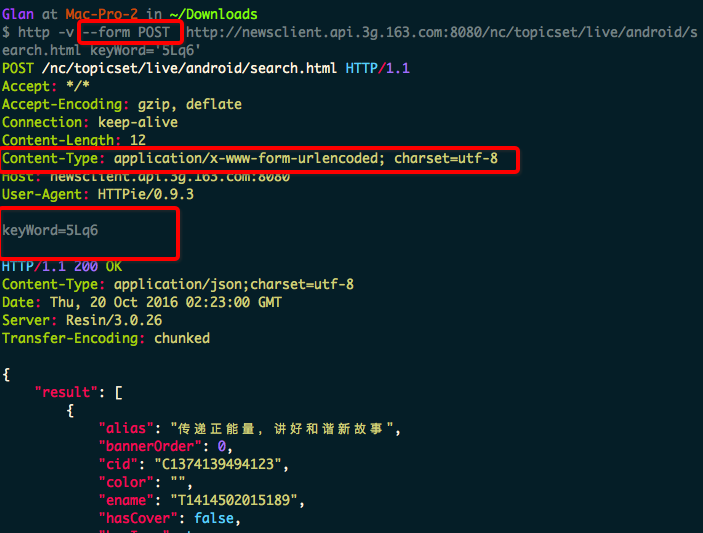 Glan at Mac-Pro-2 in ~/Downloads
$ http -v --form POST http://newsclient.api.3g.163.com:8080/nc/topicset/live/android/s
earch.html keyWord='5Lq6'
POST /nc/topicset/live/android/search.html HTTP/1.1
Accept: */*
Accept-Encoding: gzip, deflate
Connection: keep-alive
Content-Length: 12
Content-Type: application/x-www-form-urlencoded; charset=utf-8
Host: newsclient.api.3g.163.com:8080
User-Agent: HTTPie/0.9.3
keyWord=5Lq6
HTTP/1.1 200 OK
Content-Type: application/json;charset=utf-8
Date: Thu, 20 Oct 2016 02:23:00 GMT
Server: Resin/3.0.26
Transfer-Encoding: chunked
{
"result": [
{
"alias": "传递正能量，讲好和谐新故事",
"bannerOrder": 0,
"cid": "C1374139494123",
"color": "",
"ename": "T1414502015189",
"hasCover": false,